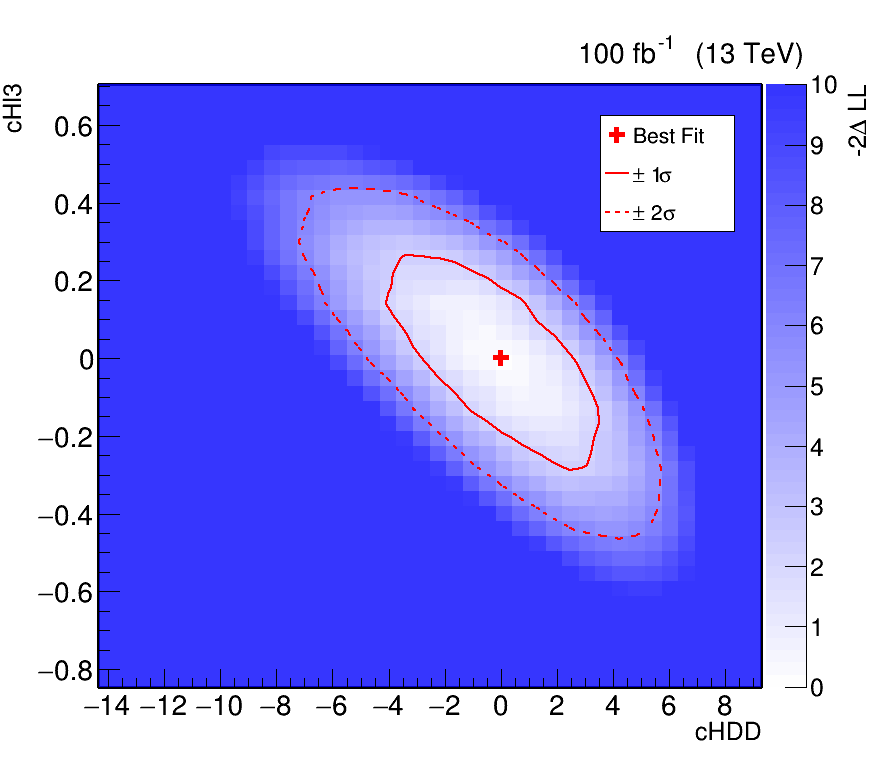 100 fb⁻¹ (13 TeV)
cHl3
0.6
0.4
0.2
0
−0.2
−0.4
−0.6
−0.8
Best Fit
± 1σ
± 2σ
10
9
8
7
6
5
4
3
2
1
0
-2Δ LL
−14 −12 −10 −8 −6 −4 −2 0 2 4 6 8
cHDD